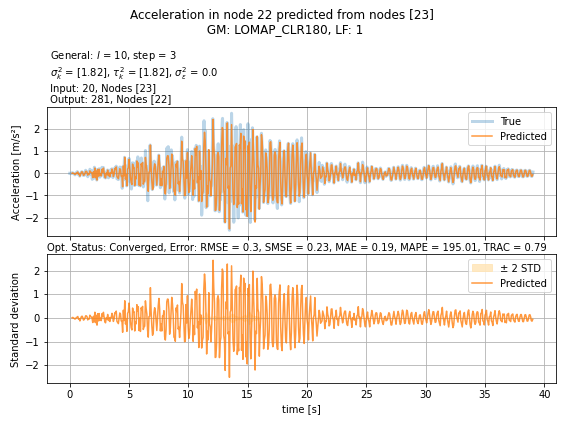 Acceleration in node 22 predicted from nodes [23]
GM: LOMAP_CLR180, LF: 1
General: l = 10, step = 3
σ²ₖ = [1.82], τ²ₖ = [1.82], σ²ε = 0.0
Input: 20, Nodes [23]
Output: 281, Nodes [22]
Acceleration [m/s²]
2
1
0
−1
−2
True
Predicted
Opt. Status: Converged, Error: RMSE = 0.3, SMSE = 0.23, MAE = 0.19, MAPE = 195.01, TRAC = 0.79
Standard deviation
2
1
0
−1
−2
± 2 STD
Predicted
0 5 10 15 20 25 30 35 40
time [s]